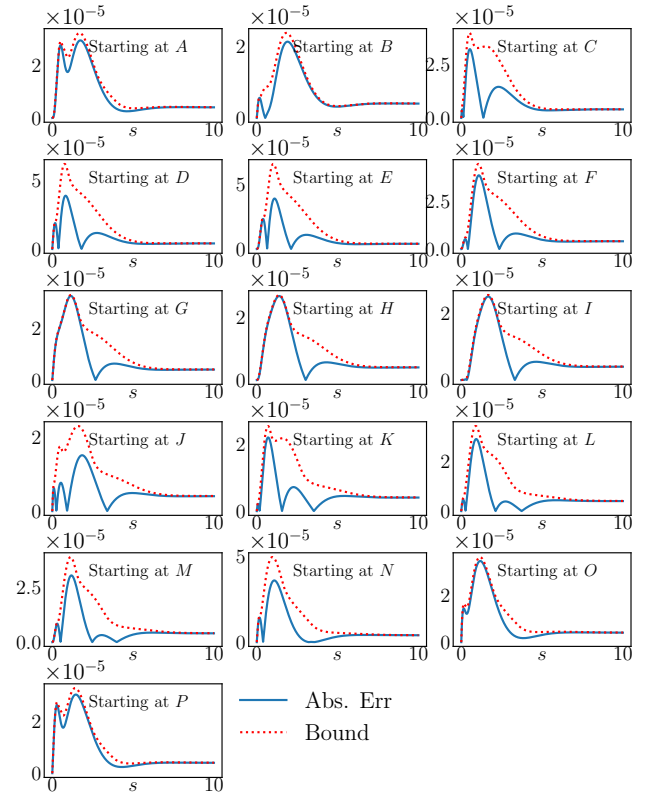 ×10⁻⁵ ×10⁻⁵ ×10⁻⁵
Starting at A
2
0
0 s 10
Starting at B
2
0
0 s 10
Starting at C
2.5
0.0
0 s 10
×10⁻⁵ ×10⁻⁵ ×10⁻⁵
Starting at D
5
0
0 s 10
Starting at E
5
0
0 s 10
Starting at F
2.5
0.0
0 s 10
×10⁻⁵ ×10⁻⁵ ×10⁻⁵
Starting at G
2
0
0 s 10
Starting at H
2
0
0 s 10
Starting at I
2
0
0 s 10
×10⁻⁵ ×10⁻⁵ ×10⁻⁵
Starting at J
2
0
0 s 10
Starting at K
2
0
0 s 10
Starting at L
2
0
0 s 10
×10⁻⁵ ×10⁻⁵ ×10⁻⁵
Starting at M
2.5
0.0
0 s 10
Starting at N
5
0
0 s 10
Starting at O
2
0
0 s 10
×10⁻⁵
Starting at P
2
0
0 s 10
Abs. Err
Bound